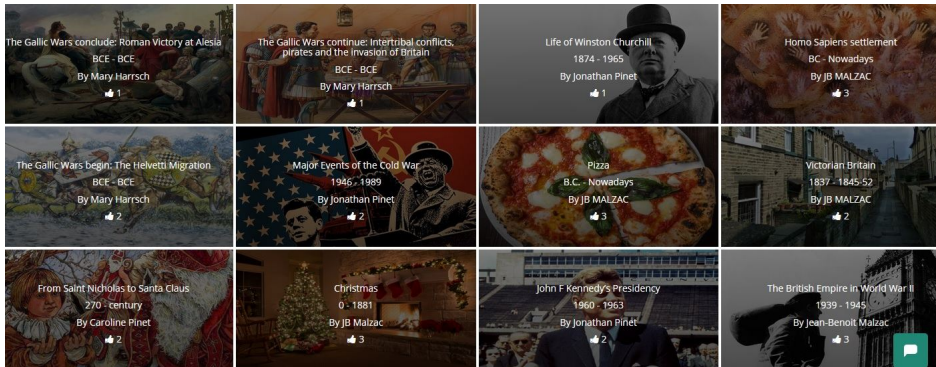 The Gallic Wars conclude: Roman Victory at Alesia
BCE - BCE
By Mary Harrsch
1
The Gallic Wars continue: Intertribal conflicts,
pirates and the invasion of Britain
BCE - BCE
By Mary Harrsch
1
Life of Winston Churchill
1874 - 1965
By Jonathan Pinet
1
Homo Sapiens settlement
BC - Nowadays
By JB MALZAC
3
The Gallic Wars begin: The Helvetti Migration
BCE - BCE
By Mary Harrsch
2
Major Events of the Cold War
1946 - 1989
By Jonathan Pinet
2
Pizza
B.C. - Nowadays
By JB MALZAC
3
Victorian Britain
1837 - 1845-52
By JB MALZAC
2
From Saint Nicholas to Santa Claus
270 - century
By Caroline Pinet
2
Christmas
0 - 1881
By JB Malzac
3
John F Kennedy's Presidency
1960 - 1963
By Jonathan Pinet
2
The British Empire in World War II
1939 - 1945
By Jean-Benoit Malzac
3